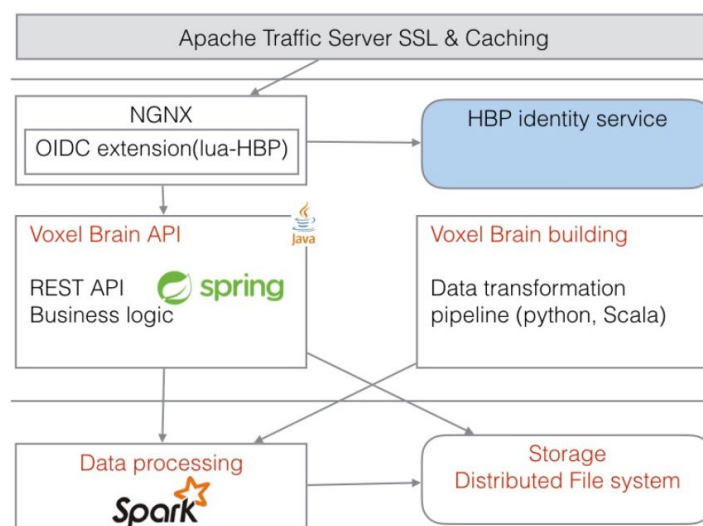 Apache Traffic Server SSL & Caching
NGNX
OIDC extension(lua-HBP)
HBP identity service
Voxel Brain API
Java
REST API
spring
Business logic
Voxel Brain building
Data transformation
pipeline (python, Scala)
Data processing
Spark
Storage
Distributed File system